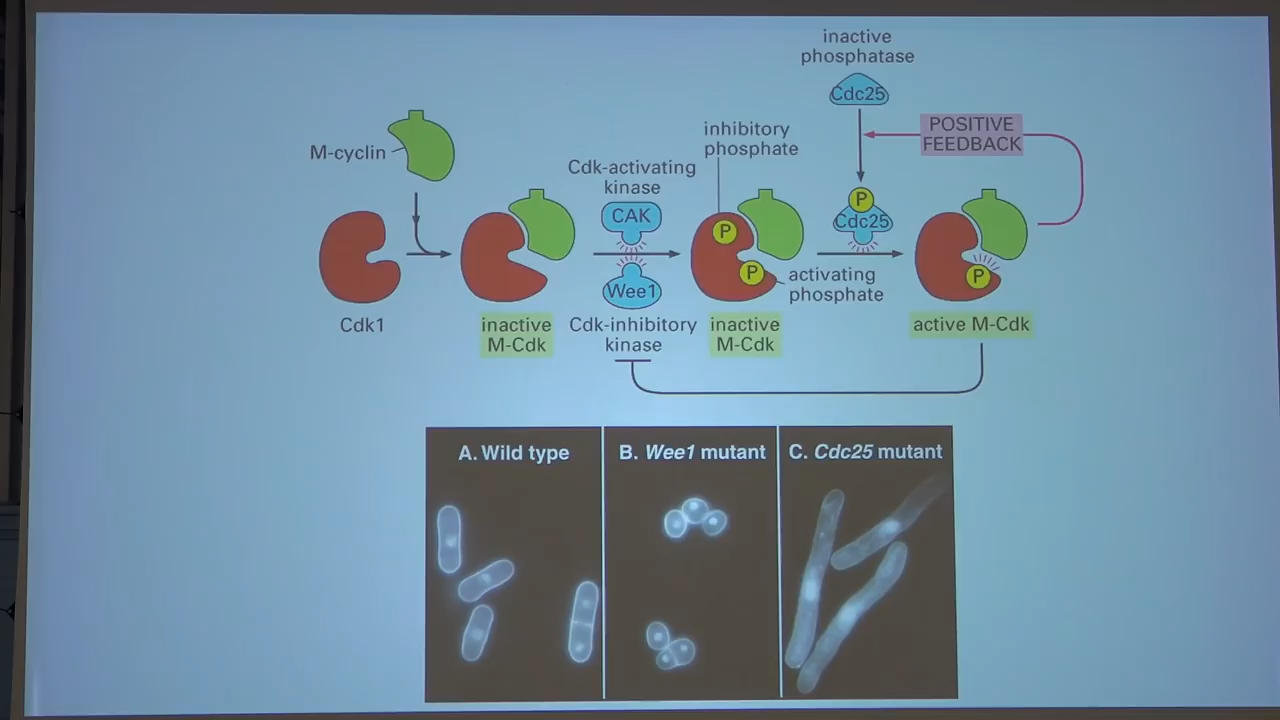 inactive
phosphatase
Cdc25
POSITIVE
FEEDBACK
inhibitory
phosphate
M-cyclin
Cdk-activating
kinase
CAK
P
P
Cdc25
P
P
Wee1
activating
phosphate
Cdk1
inactive
M-Cdk
Cdk-inhibitory
kinase
inactive
M-Cdk
active M-Cdk
A. Wild type
B. Wee1 mutant
C. Cdc25 mutant